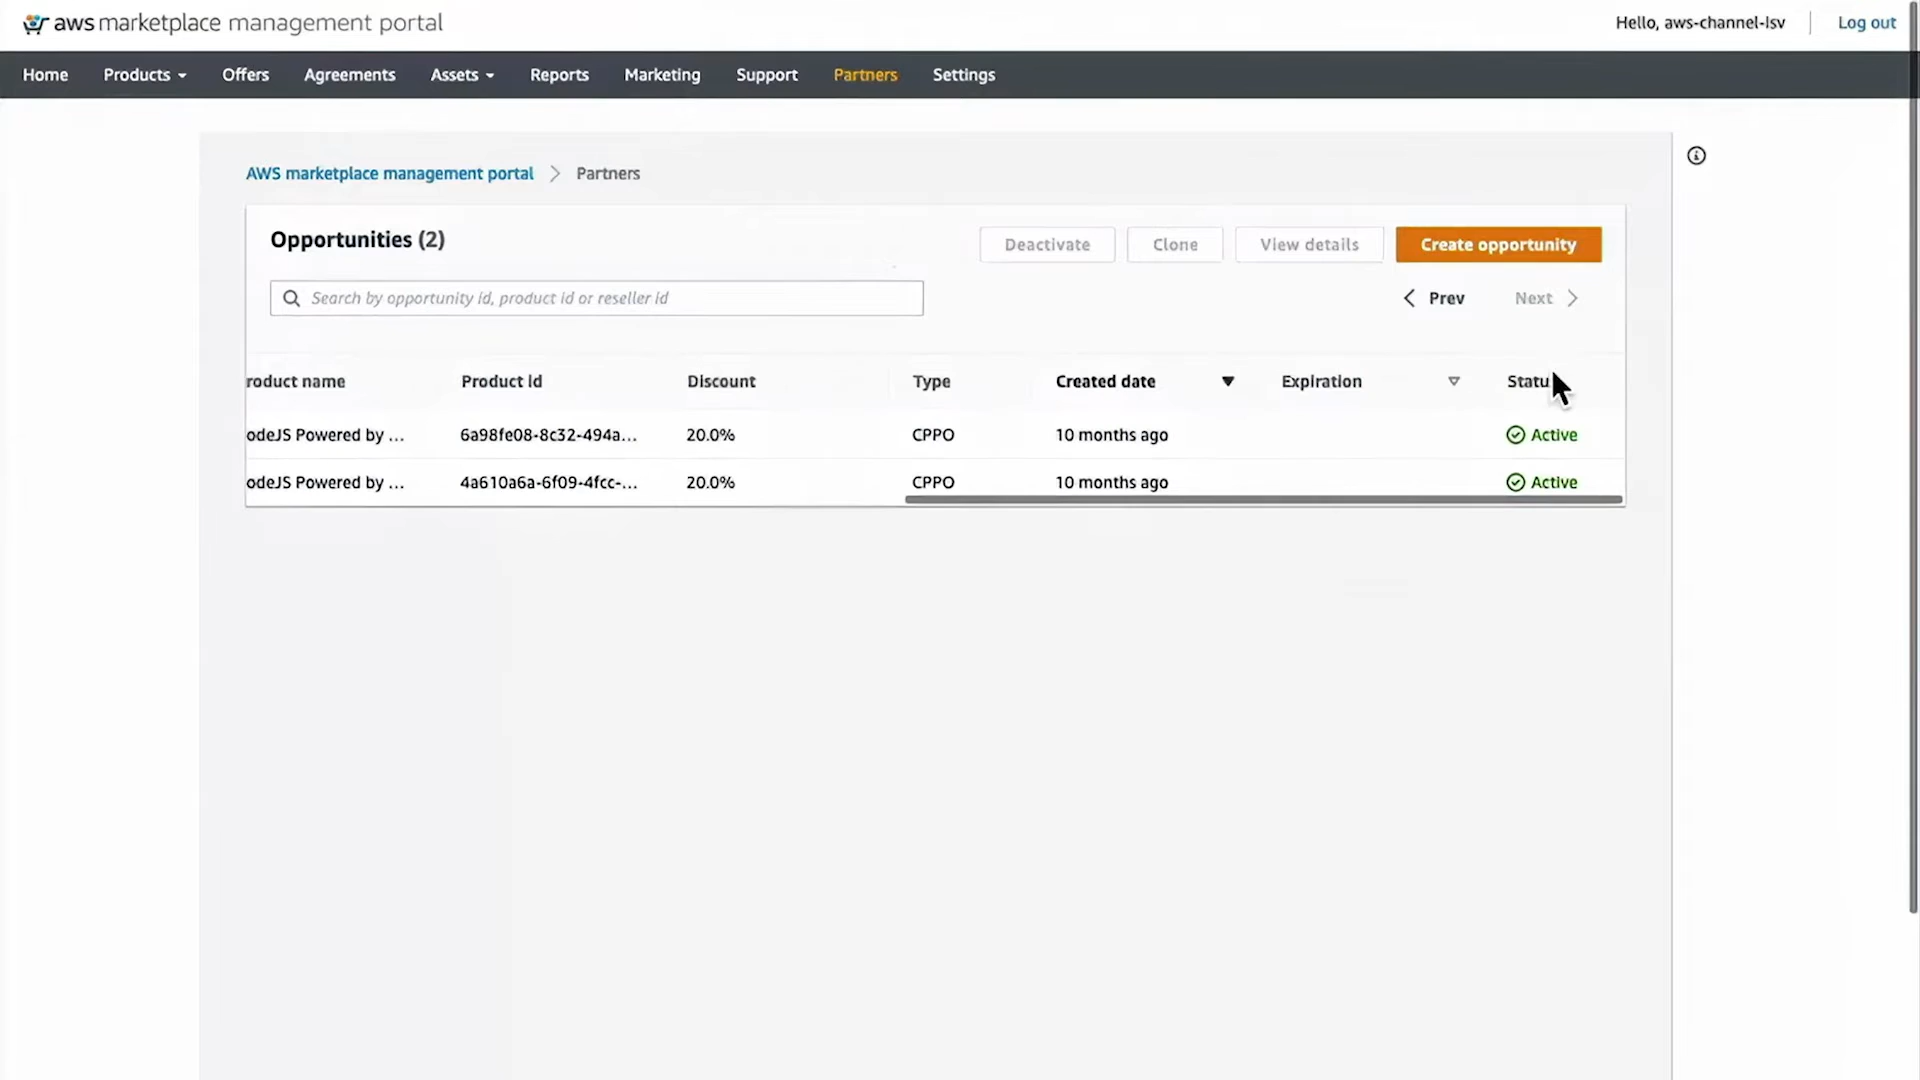 aws marketplace management portal
Hello, aws-channel-isv
Log out
Home
Products
Offers
Agreements
Assets
Reports
Marketing
Support
Partners
Settings
AWS marketplace management portal
Partners
Opportunities (2)
Deactivate
Clone
View details
Create opportunity
Search by opportunity id, product id or reseller id
Prev
Next
roduct name
Product id
Discount
Type
Created date
Expiration
Statu
odeJS Powered by ...
6a98fe08-8c32-494a...
20.0%
CPPO
10 months ago
Active
odeJS Powered by ...
4a610a6a-6f09-4fcc-...
20.0%
CPPO
10 months ago
Active